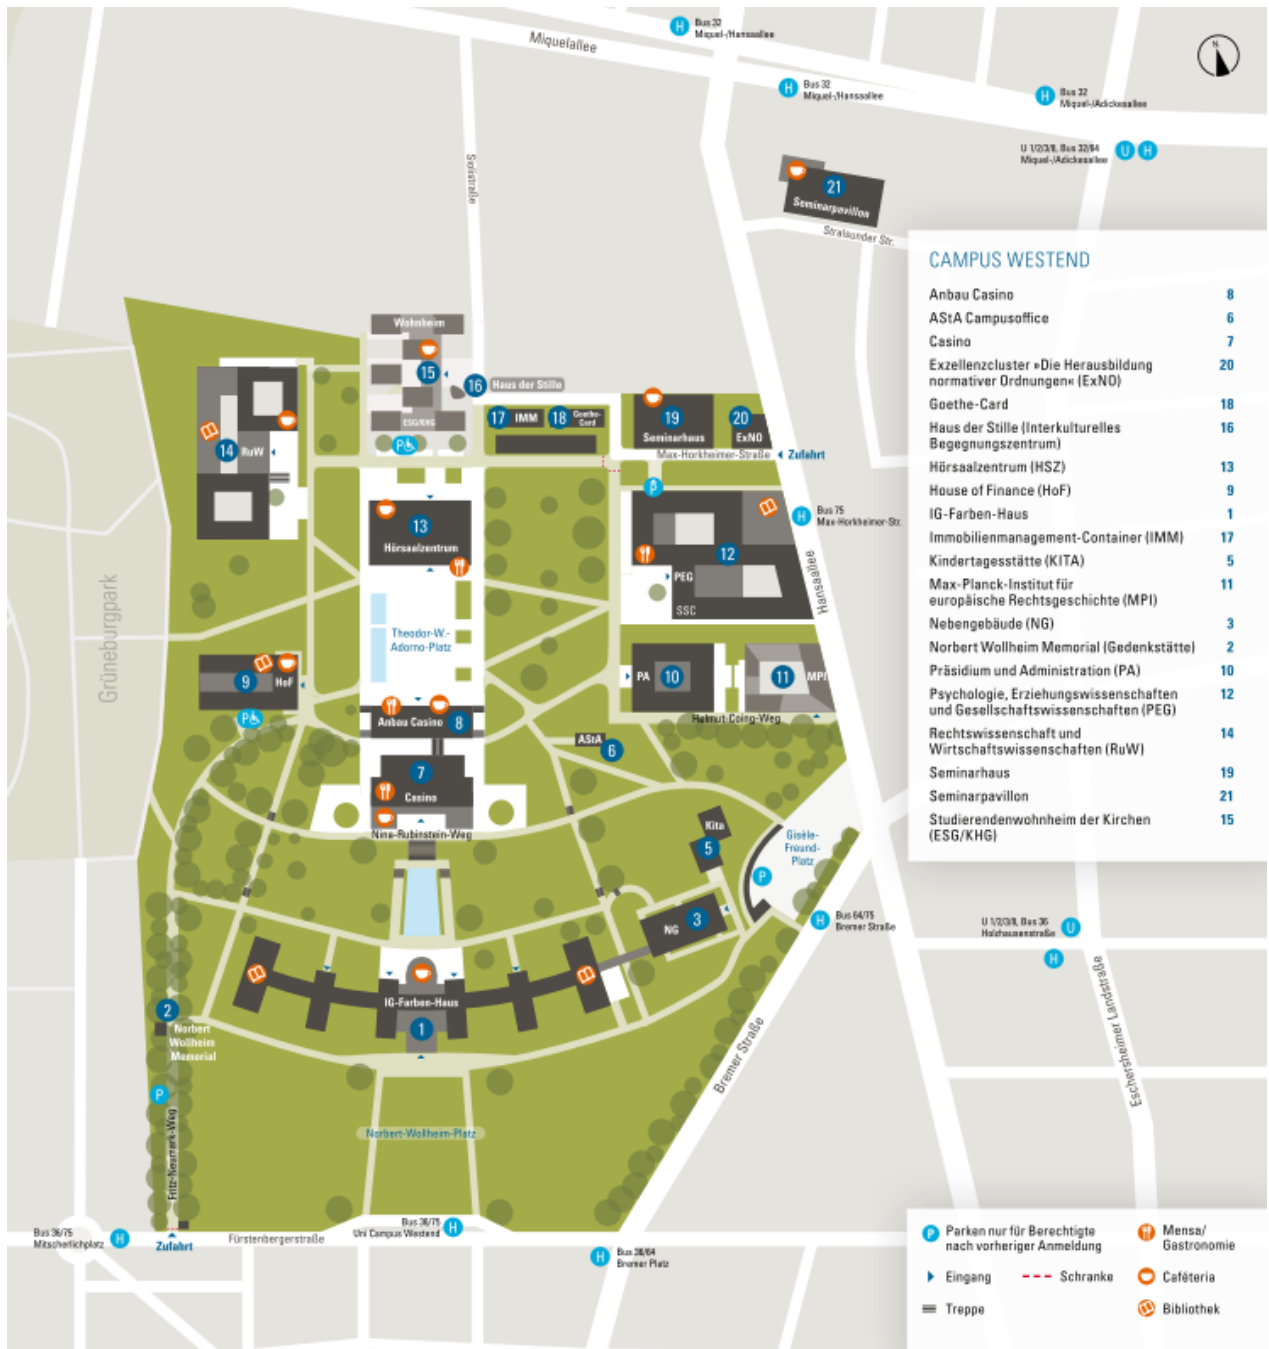 Bus 32
Miquel-/Hansaallee
Miquelallee
N
H
Bus 32
Miquel-/Hansaallee
H
Bus 32
Miquel-/Adickesallee
H
U 1/2/3/8, Bus 32/64
Miquel-/Adickesallee
U
H
21
Seminarpavillon
Stralsunder Str.
CAMPUS WESTEND
Anbau Casino 8
AStA Campusoffice 6
Casino 7
Exzellenzcluster »Die Herausbildung 20
normativer Ordnungen« (ExNO)
Goethe-Card 18
Haus der Stille (Interkulturelles 16
Begegnungszentrum)
Hörsaalzentrum (HSZ) 13
House of Finance (HoF) 9
IG-Farben-Haus 1
Immobilienmanagement-Container (IMM) 17
Kindertagesstätte (KITA) 5
Max-Planck-Institut für 11
europäische Rechtsgeschichte (MPI)
Nebengebäude (NG) 3
Norbert Wollheim Memorial (Gedenkstätte) 2
Präsidium und Administration (PA) 10
Psychologie, Erziehungswissenschaften 12
und Gesellschaftswissenschaften (PEG)
Rechtswissenschaft und 14
Wirtschaftswissenschaften (RuW)
Seminarhaus 19
Seminarpavillon 21
Studierendenwohnheim der Kirchen 15
(ESG/KHG)
Wohnheim
15
16
Haus der Stille
ESG/KHG
P
17
IMM
18
Goethe-
Card
19
Seminarhaus
20
ExNO
Max-Horkheimer-Straße
Zufahrt
14
RuW
P
H
Bus 75
Max-Horkheimer-Str.
Hansaallee
13
Hörsaalzentrum
12
PEG
SSC
Grüneburgpark
Theodor-W.-
Adorno-Platz
9
HoF
P
PA
10
11
MPI
Helmut-Coing-Weg
Anbau Casino
8
AStA
6
7
Casino
Nina-Rubinstein-Weg
Kita
5
Gisèle-
Freund-
Platz
P
H
Bus 64/75
Bremer Straße
NG
3
U 1/2/3/8, Bus 36
Holzhausenstraße
U
H
IG-Farben-Haus
1
2
Norbert
Wollheim
Memorial
P
Bremer Straße
Eschersheimer Landstraße
Norbert-Wollheim-Platz
Bus 36/75
Mitscherlichplatz
H
Zufahrt
Fürstenbergerstraße
Bus 36/75
Uni Campus Westend
H
H
Bus 36/64
Bremer Platz
P
Parken nur für Berechtigte
nach vorheriger Anmeldung
Eingang
Schranke
Treppe
Mensa/
Gastronomie
Caféteria
Bibliothek